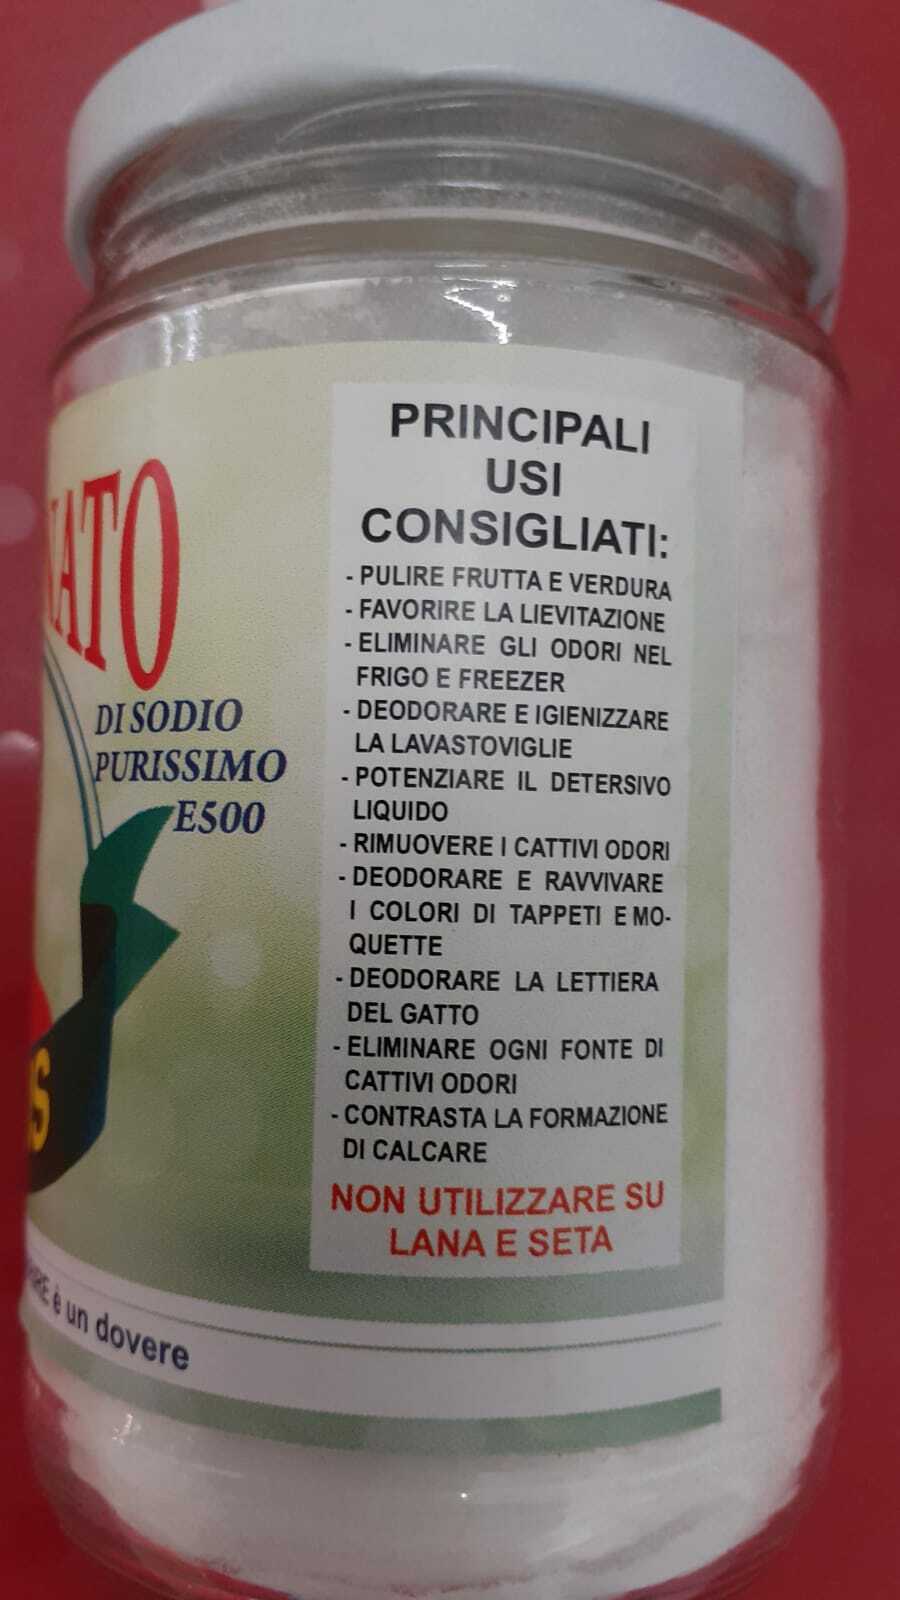 NATO
DI SODIO
PURISSIMO
E500
PRINCIPALI
USI
CONSIGLIATI:
- PULIRE FRUTTA E VERDURA
- FAVORIRE LA LIEVITAZIONE
- ELIMINARE GLI ODORI NEL
FRIGO E FREEZER
- DEODORARE E IGIENIZZARE
LA LAVASTOVIGLIE
- POTENZIARE IL DETERSIVO
LIQUIDO
- RIMUOVERE I CATTIVI ODORI
- DEODORARE E RAVVIVARE
I COLORI DI TAPPETI E MO-
QUETTE
- DEODORARE LA LETTIERA
DEL GATTO
- ELIMINARE OGNI FONTE DI
CATTIVI ODORI
- CONTRASTA LA FORMAZIONE
DI CALCARE
NON UTILIZZARE SU
LANA E SETA
è un dovere